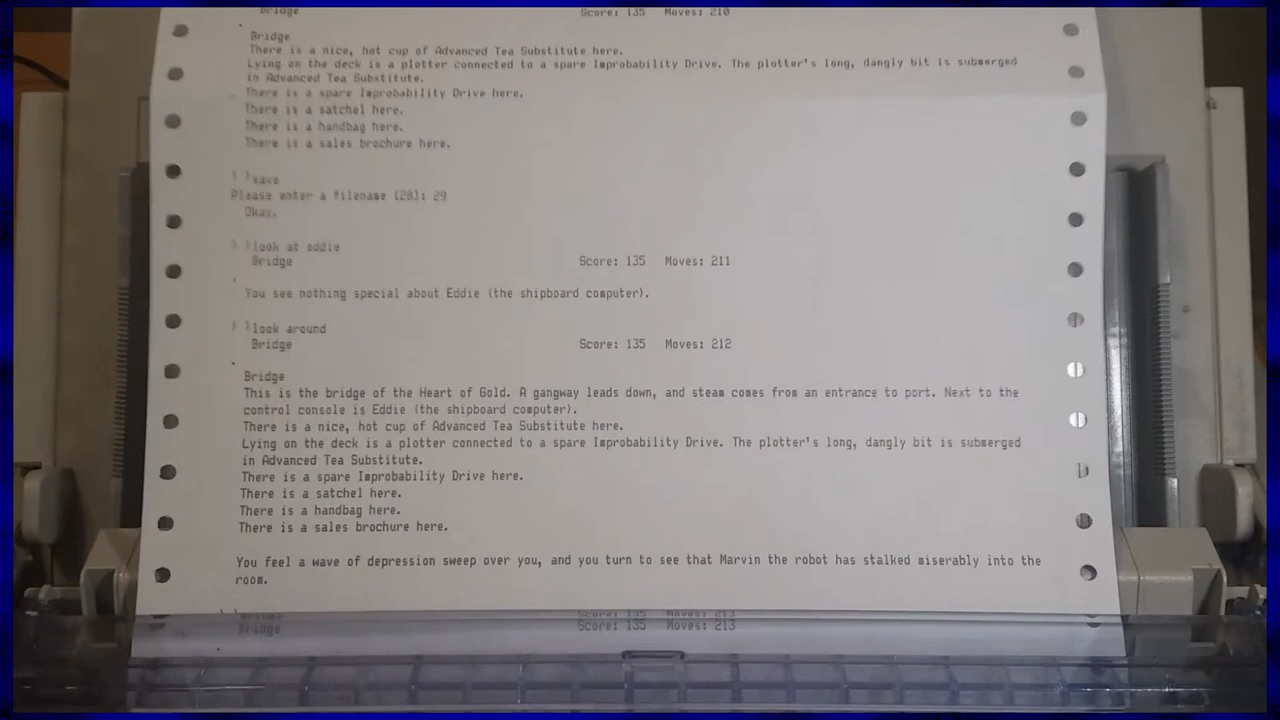 Bridge Score: 135 Moves: 210
Bridge
There is a nice, hot cup of Advanced Tea Substitute here.
Lying on the deck is a plotter connected to a spare Improbability Drive. The plotter's long, dangly bit is submerged
in Advanced Tea Substitute.
There is a spare Improbability Drive here.
There is a satchel here.
There is a handbag here.
There is a sales brochure here.
>save
Please enter a filename [28]: 29
Okay.
>look at eddie
Bridge Score: 135 Moves: 211
You see nothing special about Eddie (the shipboard computer).
>look around
Bridge Score: 135 Moves: 212
Bridge
This is the bridge of the Heart of Gold. A gangway leads down, and steam comes from an entrance to port. Next to the
control console is Eddie (the shipboard computer).
There is a nice, hot cup of Advanced Tea Substitute here.
Lying on the deck is a plotter connected to a spare Improbability Drive. The plotter's long, dangly bit is submerged
in Advanced Tea Substitute.
There is a spare Improbability Drive here.
There is a satchel here.
There is a handbag here.
There is a sales brochure here.
You feel a wave of depression sweep over you, and you turn to see that Marvin the robot has stalked miserably into the
room.
Bridge Score: 135 Moves: 213
Bridge Score: 135 Moves: 213